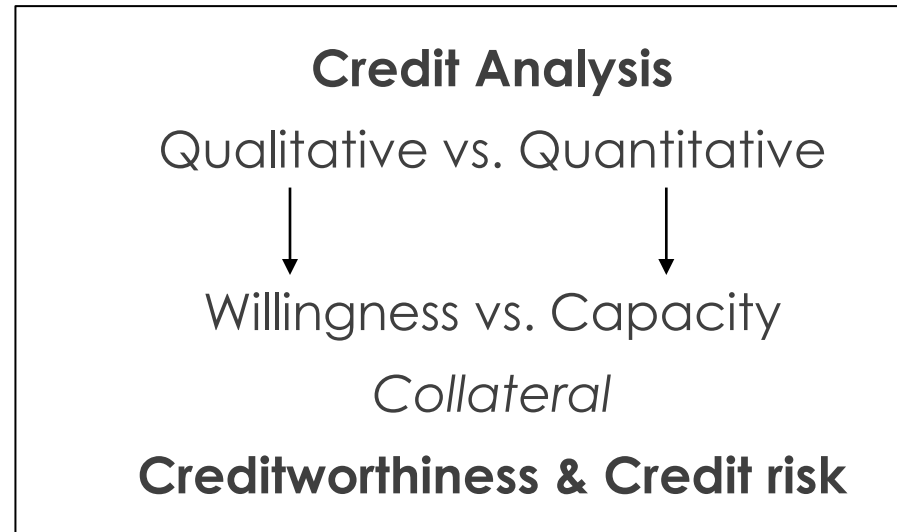 Credit Analysis
Qualitative vs. Quantitative
Willingness vs. Capacity
Collateral
Creditworthiness & Credit risk